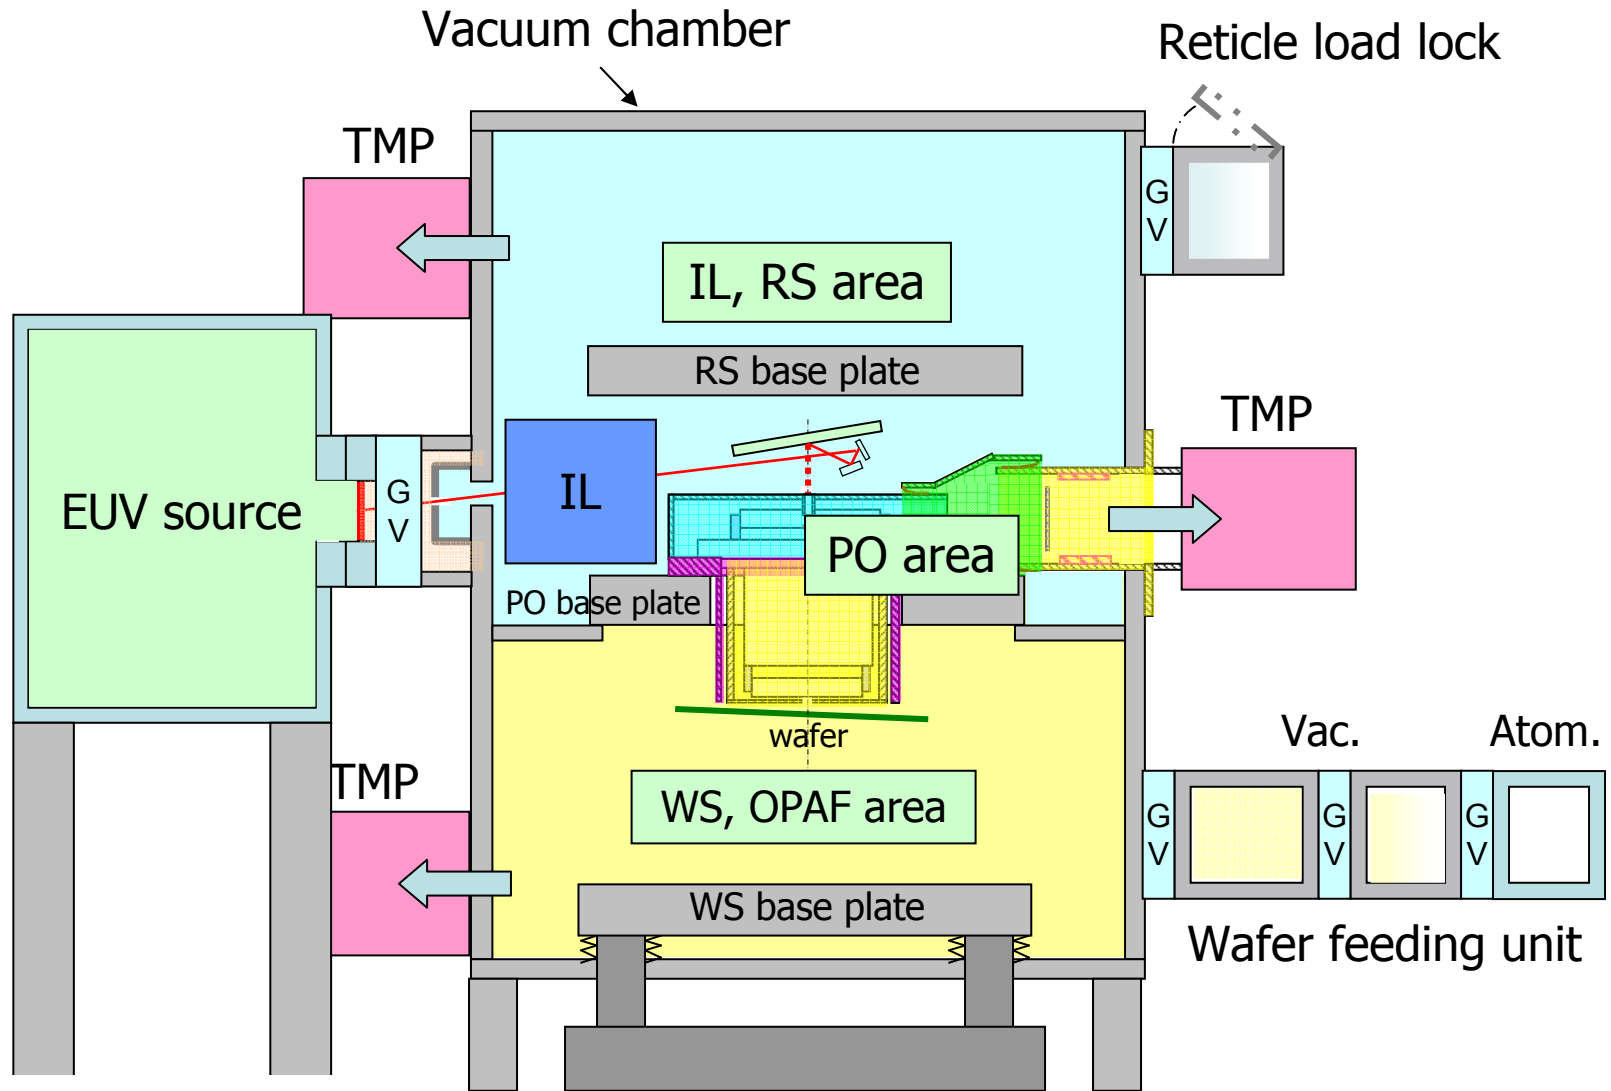 Vacuum chamber
Reticle load lock
TMP
G
V
IL, RS area
RS base plate
TMP
EUV source
G
V
IL
PO area
PO base plate
wafer
Vac.
Atom.
TMP
WS, OPAF area
G
V
G
V
G
V
WS base plate
Wafer feeding unit